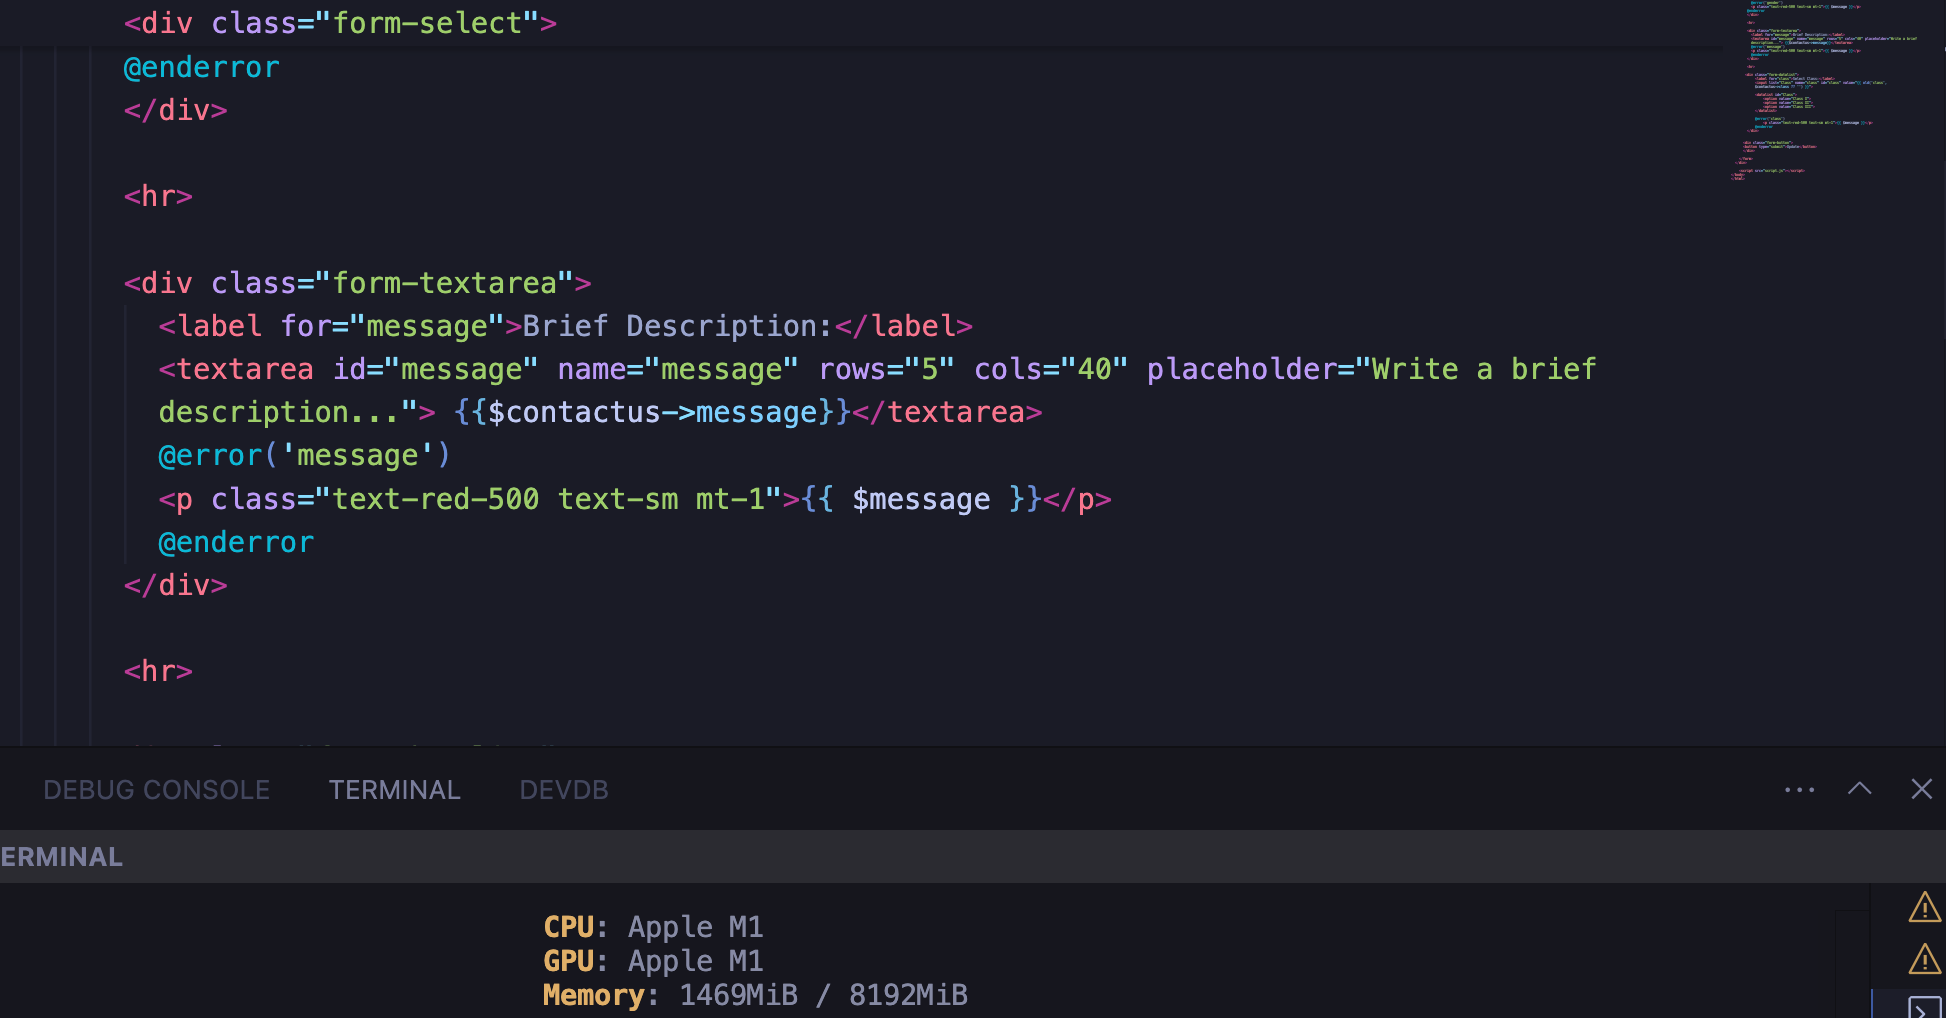 <div class="form-select">
@enderror
</div>
<hr>
<div class="form-textarea">
<label for="message">Brief Description:</label>
<textarea id="message" name="message" rows="5" cols="40" placeholder="Write a brief
description..."> {{$contactus->message}}</textarea>
@error('message')
<p class="text-red-500 text-sm mt-1">{{ $message }}</p>
@enderror
</div>
<hr>
DEBUG CONSOLE TERMINAL DEVDB
ERMINAL
CPU: Apple M1
GPU: Apple M1
Memory: 1469MiB / 8192MiB